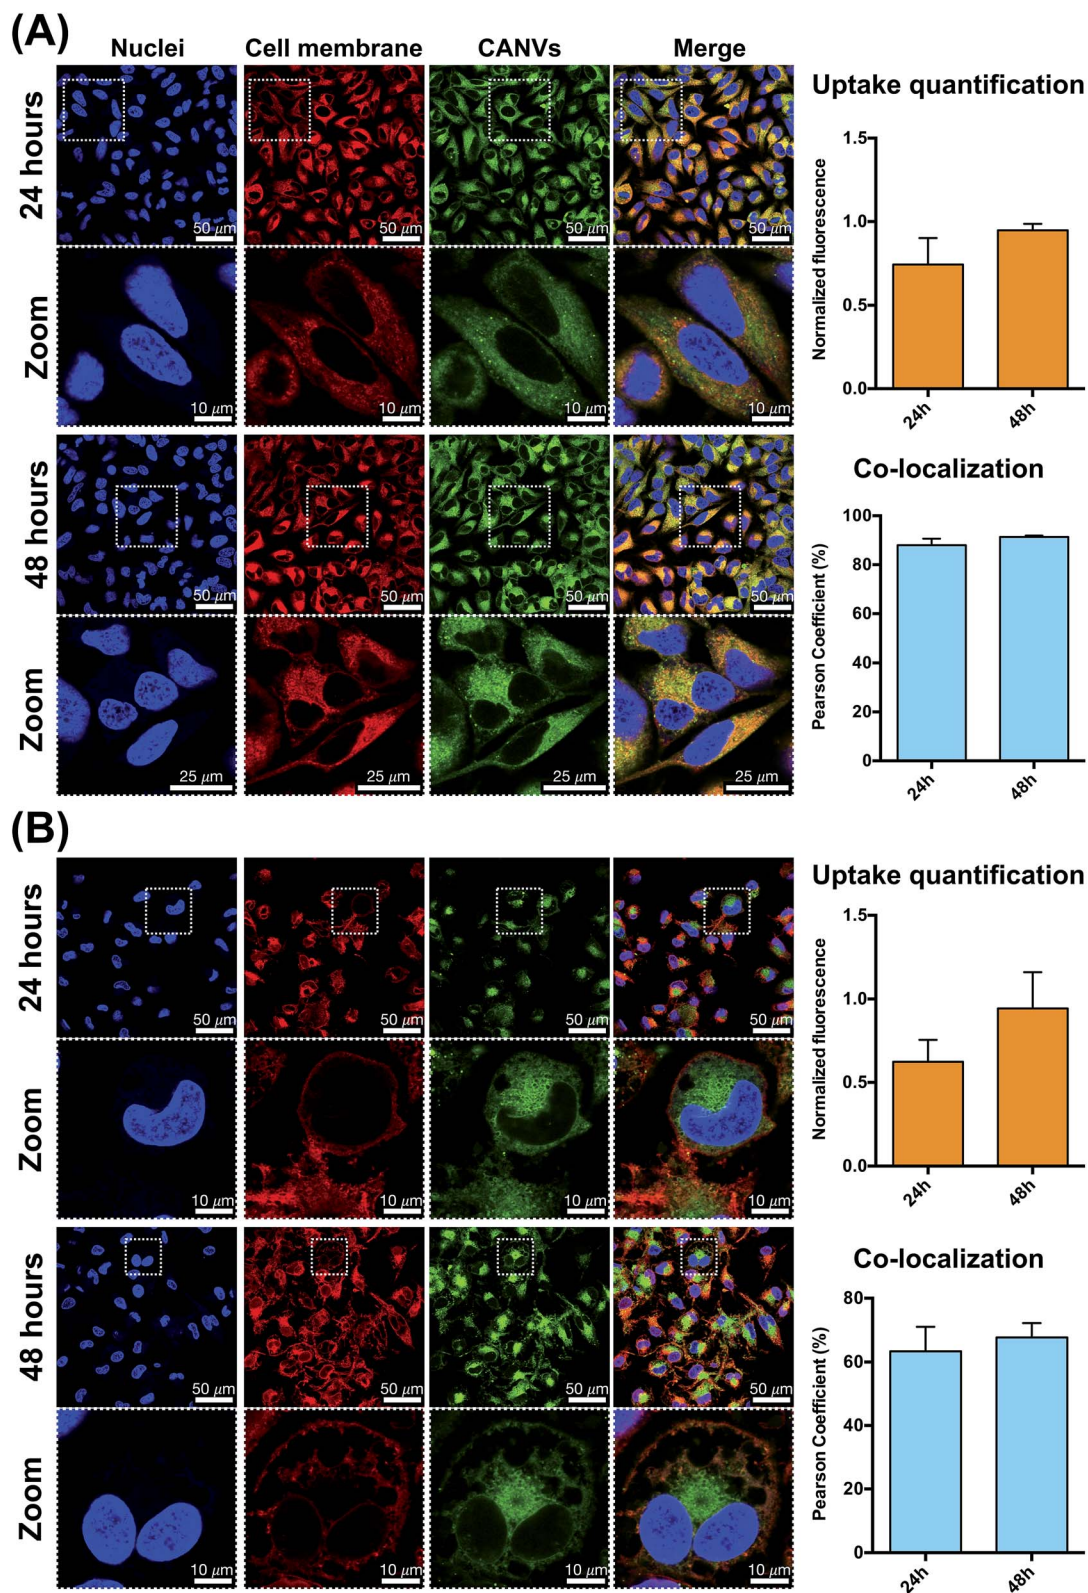 (A)
Nuclei Cell membrane CANVs Merge
24 hours
50 μm 50 μm 50 μm 50 μm
Zoom
10 μm 10 μm 10 μm 10 μm
48 hours
50 μm 50 μm 50 μm 50 μm
Zoom
25 μm 25 μm 25 μm 25 μm
Uptake quantification
Normalized fluorescence
1.5
1.0
0.5
0.0
24h 48h
Co-localization
Pearson Coefficient (%)
100
80
60
40
20
0
24h 48h
(B)
24 hours
50 μm 50 μm 50 μm 50 μm
Zoom
10 μm 10 μm 10 μm 10 μm
48 hours
50 μm 50 μm 50 μm 50 μm
Zoom
10 μm 10 μm 10 μm 10 μm
Uptake quantification
Normalized fluorescence
1.5
1.0
0.5
0.0
24h 48h
Co-localization
Pearson Coefficient (%)
80
60
40
20
0
24h 48h